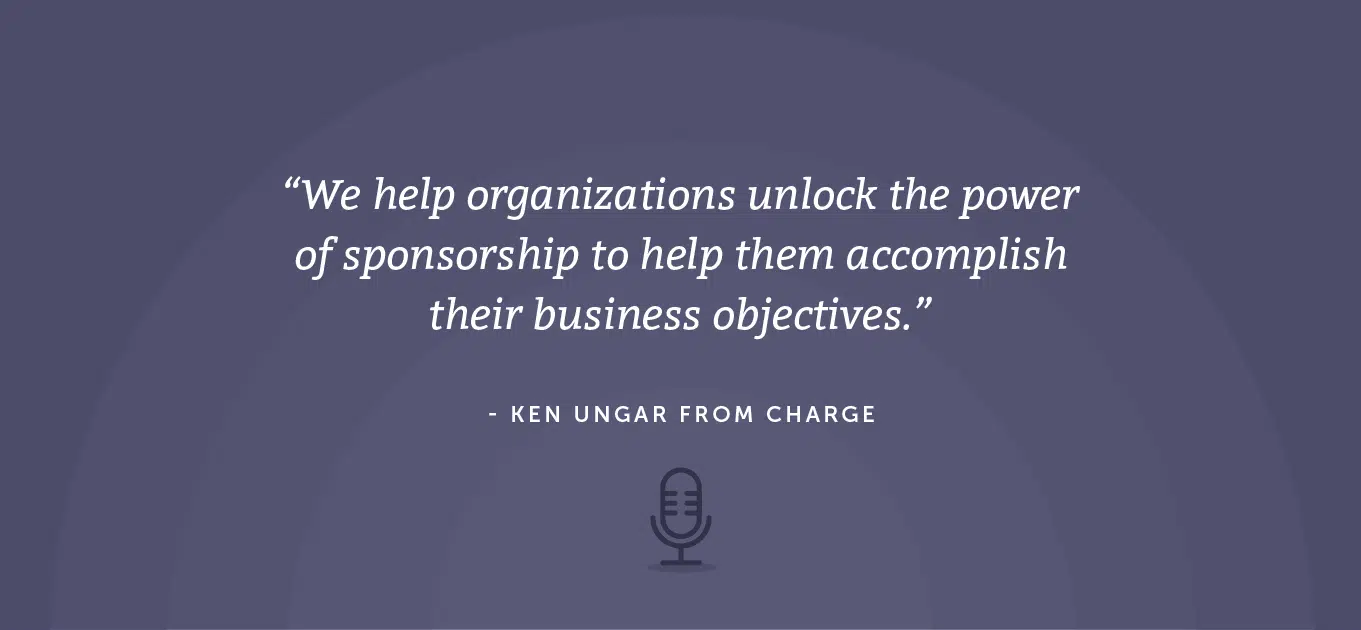 “We help organizations unlock the power
of sponsorship to help them accomplish
their business objectives.”
- KEN UNGAR FROM CHARGE